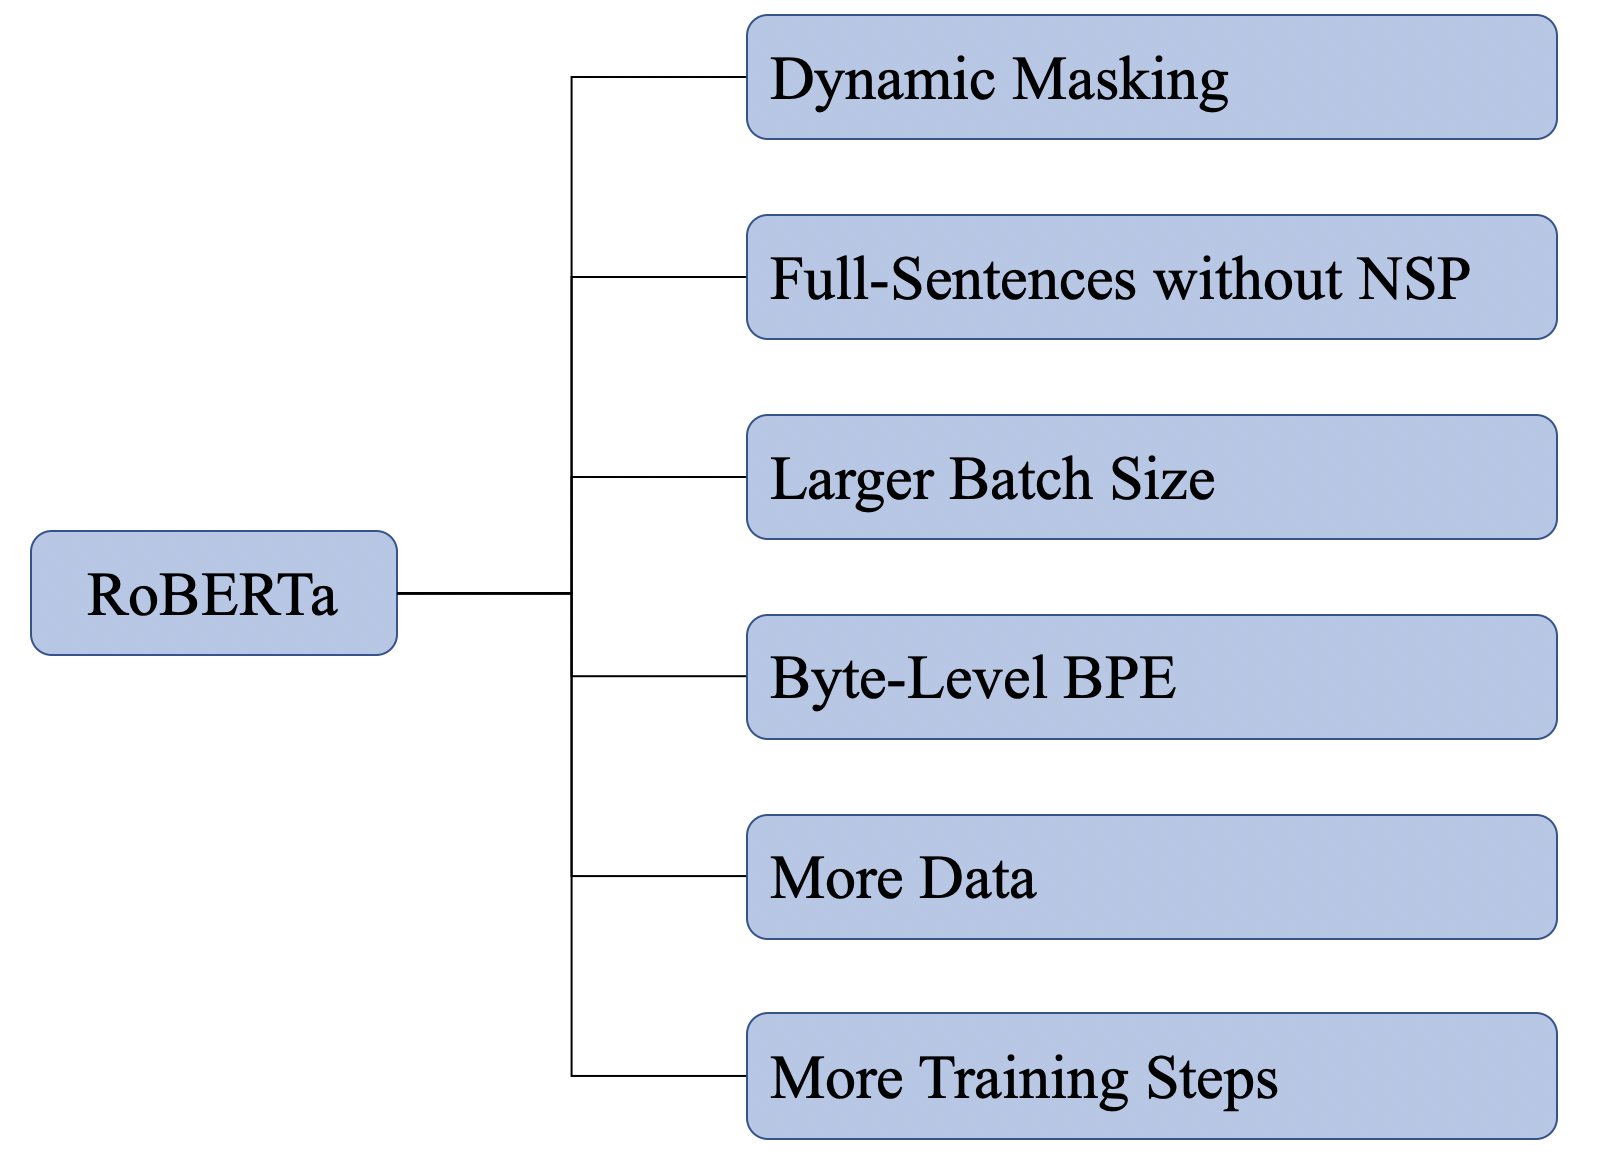 Dynamic Masking
Full-Sentences without NSP
Larger Batch Size
RoBERTa
Byte-Level BPE
More Data
More Training Steps